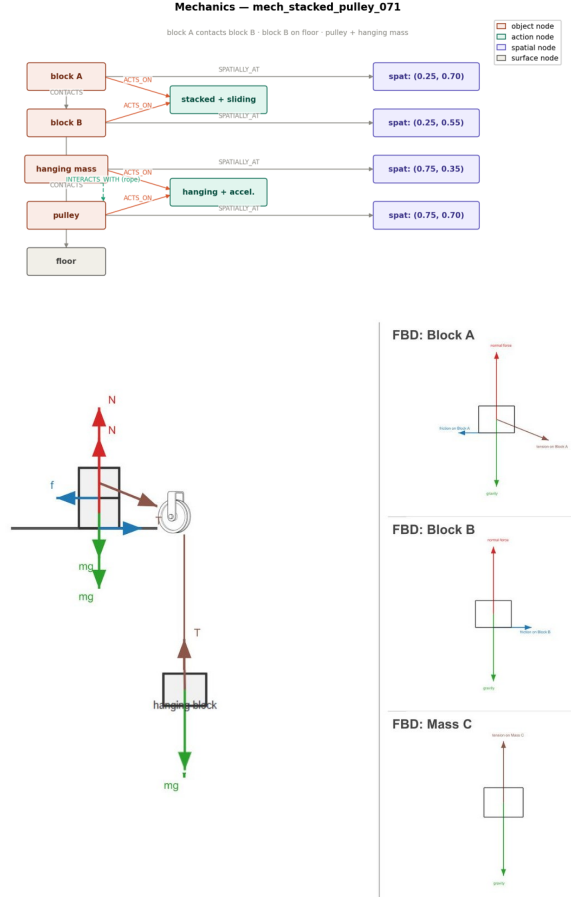 Mechanics — mech_stacked_pulley_071
block A contacts block B · block B on floor · pulley + hanging mass
object node
action node
spatial node
surface node
block A
SPATIALLY_AT
spat: (0.25, 0.70)
ACTS_ON
CONTACTS
stacked + sliding
ACTS_ON
block B
SPATIALLY_AT
spat: (0.25, 0.55)
hanging mass
SPATIALLY_AT
spat: (0.75, 0.35)
ACTS_ON
INTERACTS_WITH (rope)
CONTACTS
hanging + accel.
ACTS_ON
pulley
SPATIALLY_AT
spat: (0.75, 0.70)
floor
N
N
f
T
mg
mg
T
hanging block
mg
FBD: Block A
normal force
friction on Block A
tension on Block A
gravity
FBD: Block B
normal force
friction on Block B
gravity
FBD: Mass C
tension on Mass C
gravity